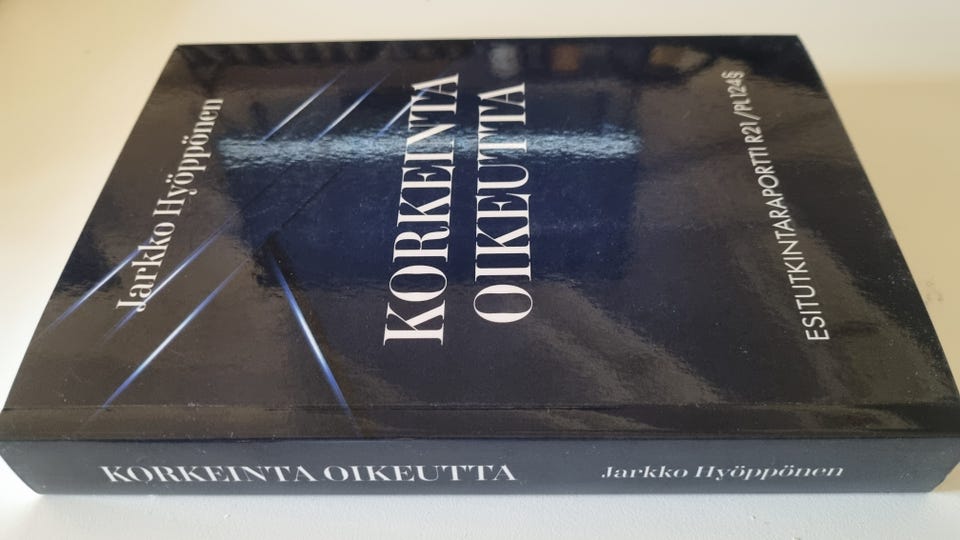 Jarkko Hyöppönen
KORKEINTA
OIKEUTTA
ESITUTKINTARAPORTTI R21/PL124§
KORKEINTA OIKEUTTA
Jarkko Hyöppönen